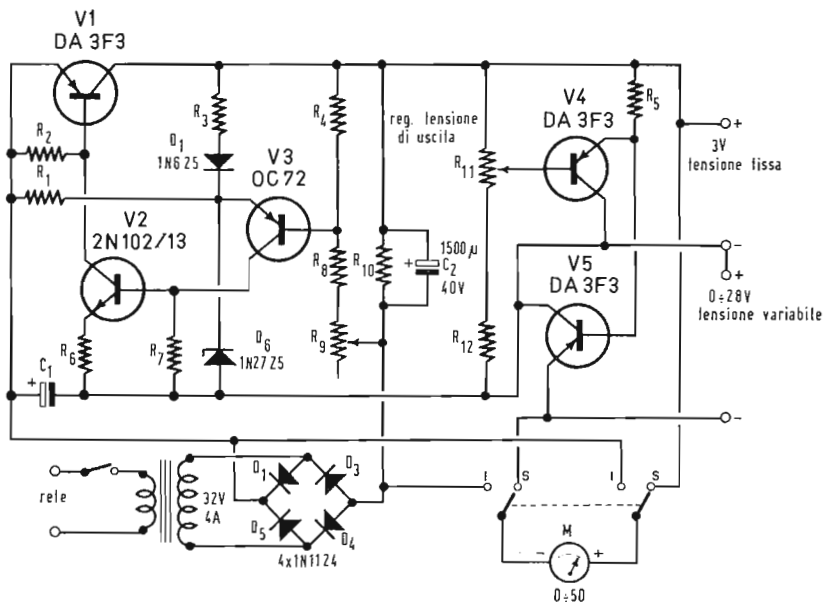 V1
DA 3F3
R2
R1
R3
D1
1N625
V3
OC72
R4
reg. tensione
di uscita
R11
V4
DA 3F3
R5
+
3V
tensione fissa
-
+
0÷28V
tensione variabile
-
V2
2N102/13
R6
R7
C1
+
D6
1N2725
R8
R9
R10
1500µ
+ C2
40V
R12
V5
DA 3F3
rete
32V
4A
D1
D3
D5
D4
4x1N1124
I
S
I
S
M
-
+
0÷50